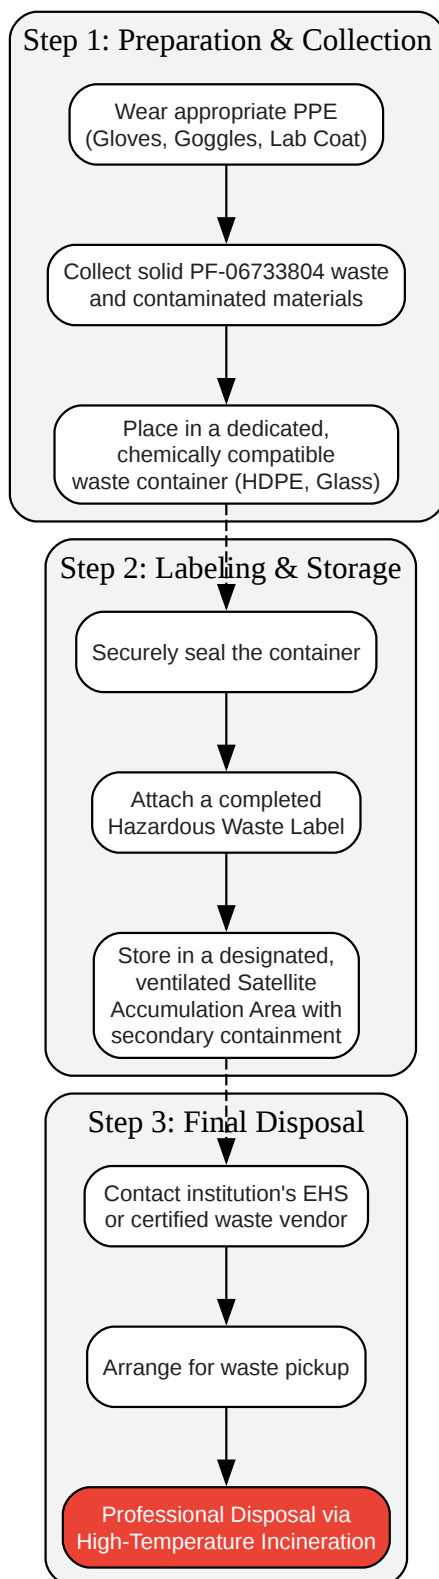 Step 1: Preparation & Collection
Wear appropriate PPE
(Gloves, Goggles, Lab Coat)
Collect solid PF-06733804 waste
and contaminated materials
Place in a dedicated,
chemically compatible
waste container (HDPE, Glass)
Step 2: Labeling & Storage
Securely seal the container
Attach a completed
Hazardous Waste Label
Store in a designated,
ventilated Satellite
Accumulation Area with
secondary containment
Step 3: Final Disposal
Contact institution's EHS
or certified waste vendor
Arrange for waste pickup
Professional Disposal via
High-Temperature Incineration